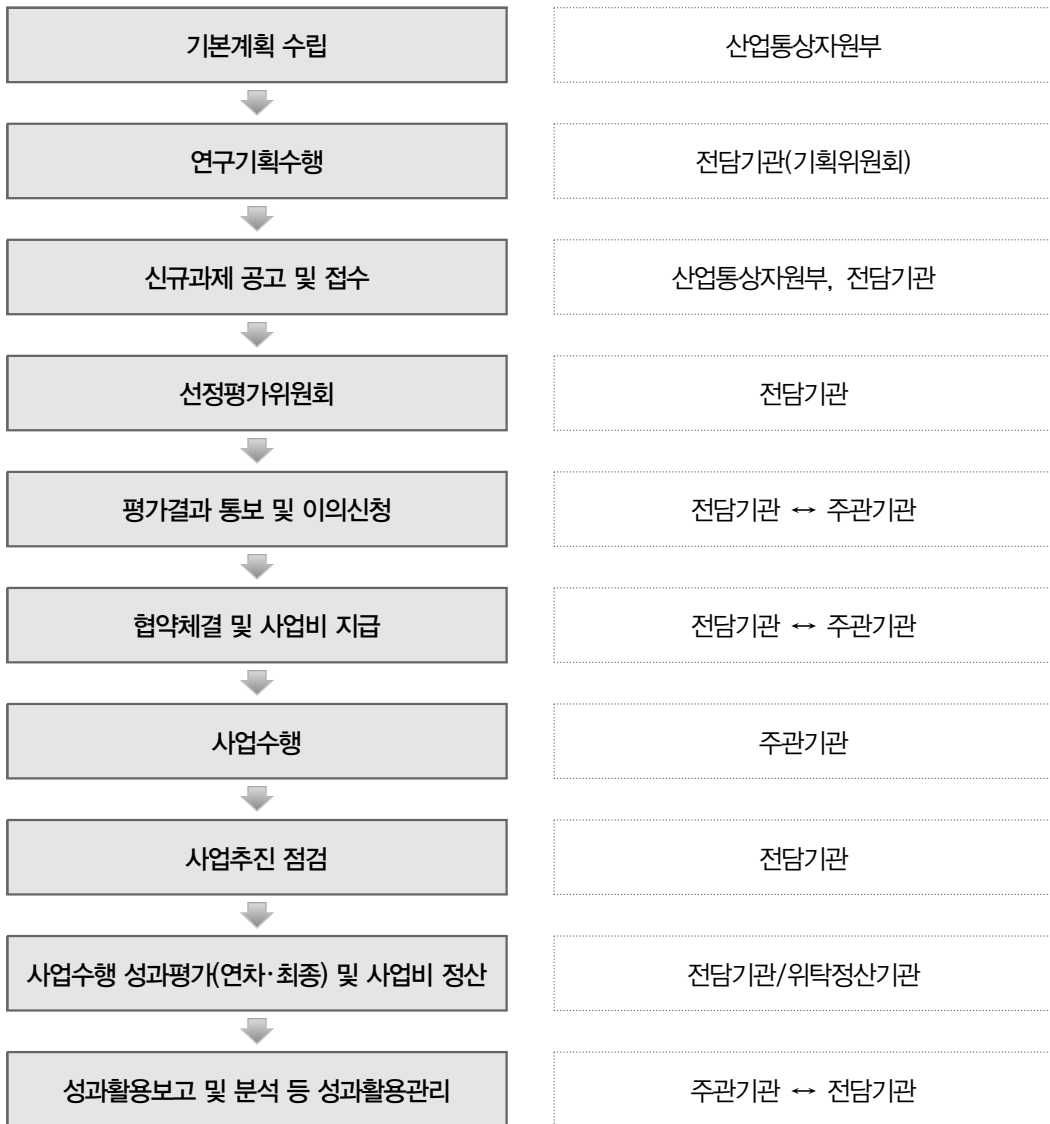 기본계획 수립
산업통상자원부
연구기획수행
전담기관(기획위원회)
신규과제 공고 및 접수
산업통상자원부, 전담기관
선정평가위원회
전담기관
평가결과 통보 및 이의신청
전담기관 ↔ 주관기관
협약체결 및 사업비 지급
전담기관 ↔ 주관기관
사업수행
주관기관
사업추진 점검
전담기관
사업수행 성과평가(연차·최종) 및 사업비 정산
전담기관/위탁정산기관
성과활용보고 및 분석 등 성과활용관리
주관기관 ↔ 전담기관